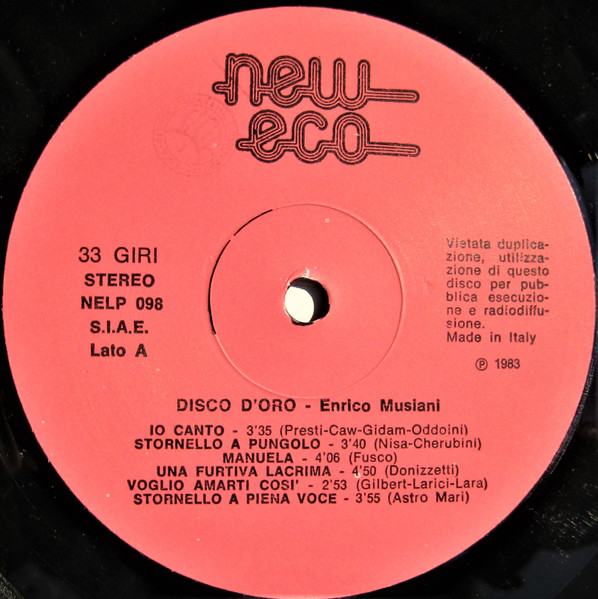 new
eco
33 GIRI
STEREO
NELP 098
S.I.A.E.
Lato A
Vietata duplica-
zione, utilizza-
zione di questo
disco per pub-
blica esecuzio-
ne e radiodiffu-
sione.
Made in Italy
℗ 1983
DISCO D'ORO - Enrico Musiani
IO CANTO - 3'35 (Presti-Caw-Gidam-Oddoini)
STORNELLO A PUNGOLO - 3'40 (Nisa-Cherubini)
MANUELA - 4'06 (Fusco)
UNA FURTIVA LACRIMA - 4'50 (Donizzetti)
VOGLIO AMARTI COSI' - 2'53 (Gilbert-Larici-Lara)
STORNELLO A PIENA VOCE - 3'55 (Astro Mari)